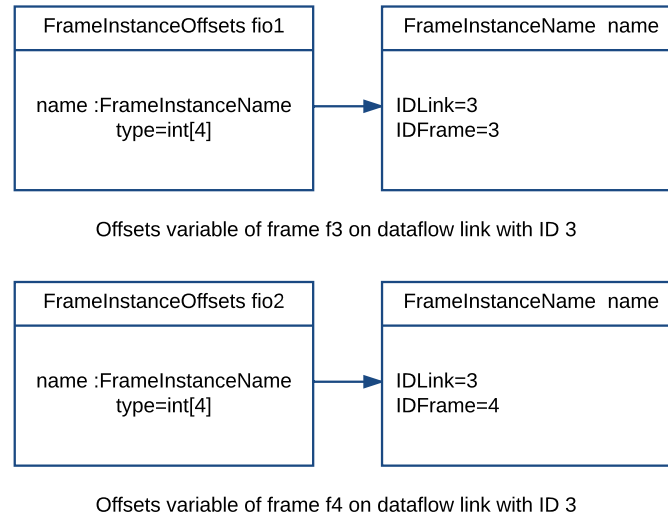 FrameInstanceOffsets fio1
FrameInstanceName  name
name :FrameInstanceName
type=int[4]
IDLink=3
IDFrame=3
Offsets variable of frame f3 on dataflow link with ID 3
FrameInstanceOffsets fio2
FrameInstanceName  name
name :FrameInstanceName
type=int[4]
IDLink=3
IDFrame=4
Offsets variable of frame f4 on dataflow link with ID 3